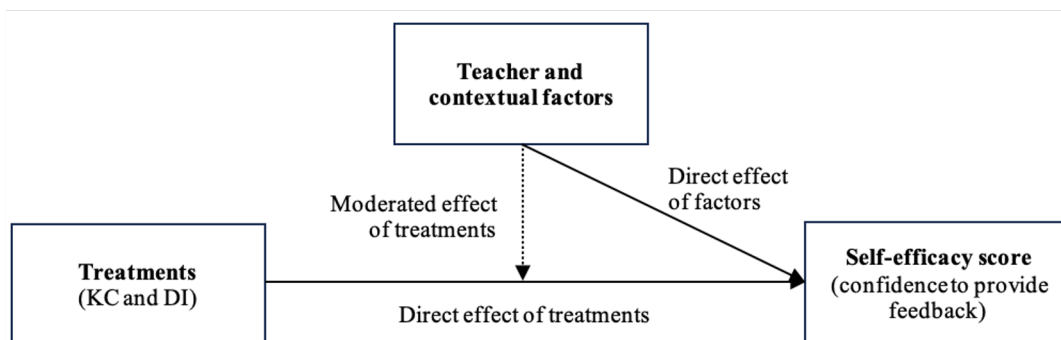 Teacher and
contextual factors
Direct effect
of factors
Moderated effect
of treatments
Treatments
(KC and DI)
Self-efficacy score
(confidence to provide
feedback)
Direct effect of treatments